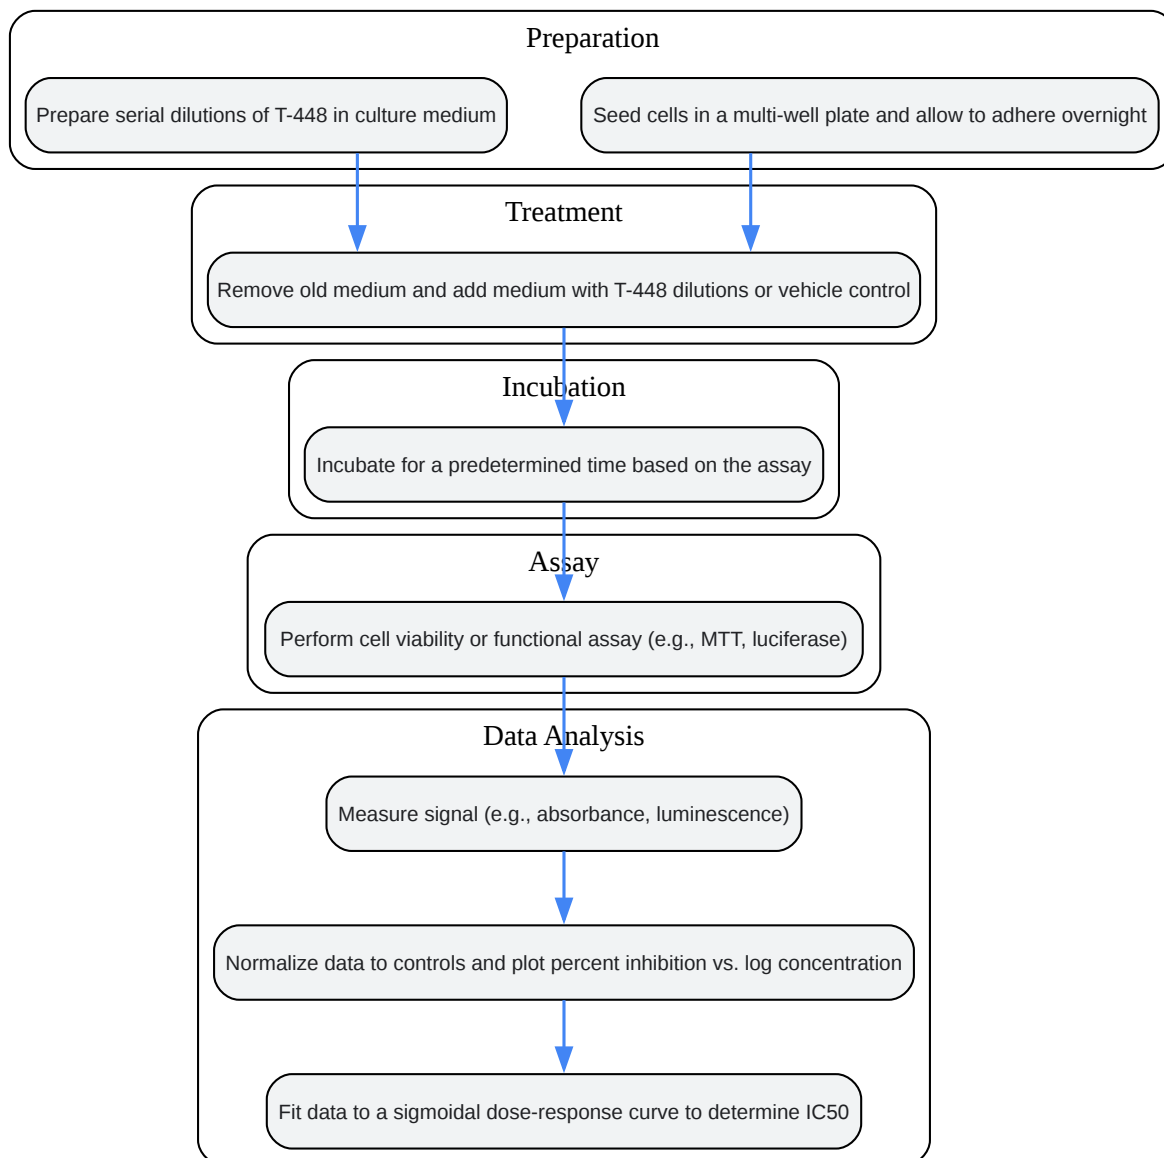 Preparation
Prepare serial dilutions of T-448 in culture medium
Seed cells in a multi-well plate and allow to adhere overnight
Treatment
Remove old medium and add medium with T-448 dilutions or vehicle control
Incubation
Incubate for a predetermined time based on the assay
Assay
Perform cell viability or functional assay (e.g., MTT, luciferase)
Data Analysis
Measure signal (e.g., absorbance, luminescence)
Normalize data to controls and plot percent inhibition vs. log concentration
Fit data to a sigmoidal dose-response curve to determine IC50